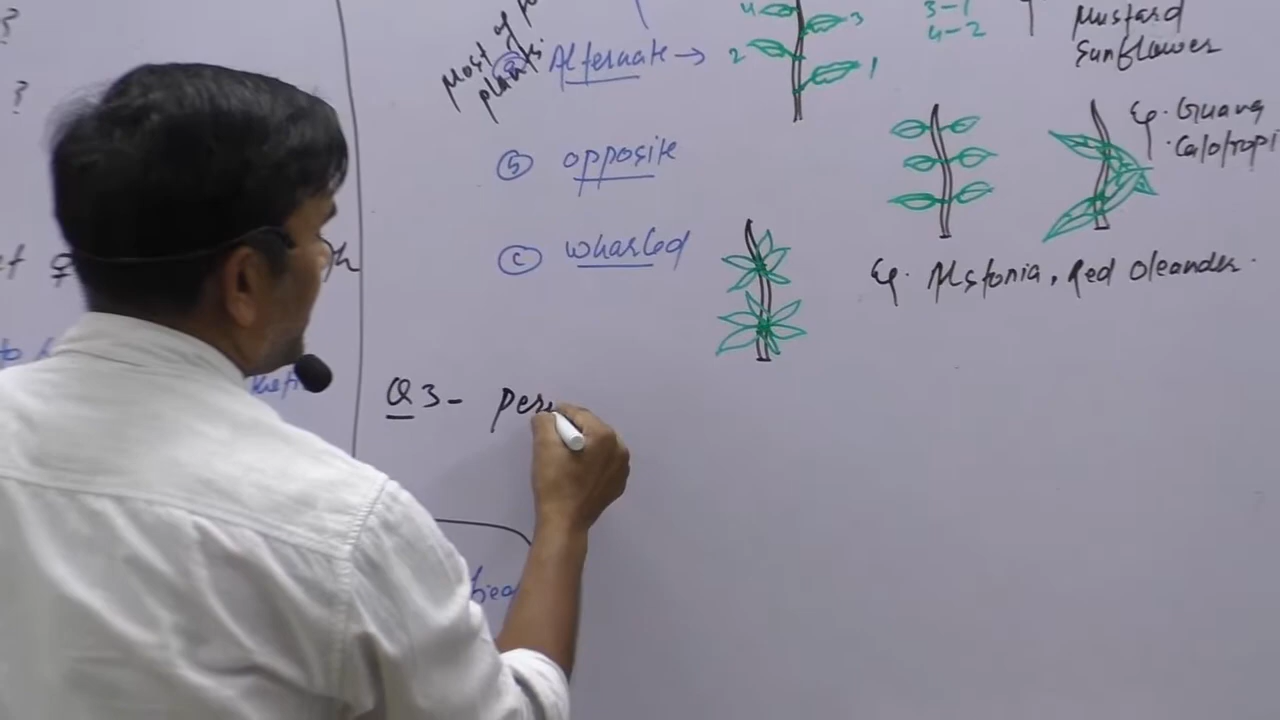 ?
?
4
3
2
1
3-1
4-2
Mustard
Sunflower
Most of
plants.
ⓐ Alternate →
Eg. Guava
. Calotropi
ⓑ opposite
ⓒ wharled
Eg. Alstonia, Red Oleander.
Q3- per